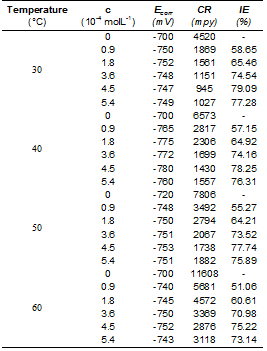 Temperature (°C) c (10⁻⁴ molL⁻¹) Ecorr (mV) CR (mpy) IE (%)
0 -700 4520 -
0.9 -750 1869 58.65
1.8 -752 1561 65.46
30 3.6 -748 1151 74.54
4.5 -747 945 79.09
5.4 -749 1027 77.28
0 -700 6573 -
0.9 -765 2817 57.15
1.8 -775 2306 64.92
40 3.6 -772 1699 74.16
4.5 -780 1430 78.25
5.4 -760 1557 76.31
0 -720 7806 -
0.9 -748 3492 55.27
1.8 -750 2794 64.21
50 3.6 -751 2067 73.52
4.5 -753 1738 77.74
5.4 -751 1882 75.89
0 -700 11608 -
0.9 -740 5681 51.06
1.8 -745 4572 60.61
60 3.6 -750 3369 70.98
4.5 -752 2876 75.22
5.4 -743 3118 73.14